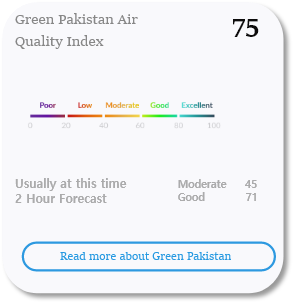 Green Pakistan Air
Quality Index
75
Poor Low Moderate Good Excellent
0 20 40 60 80 100
Usually at this time Moderate 45
2 Hour Forecast Good 71
Read more about Green Pakistan